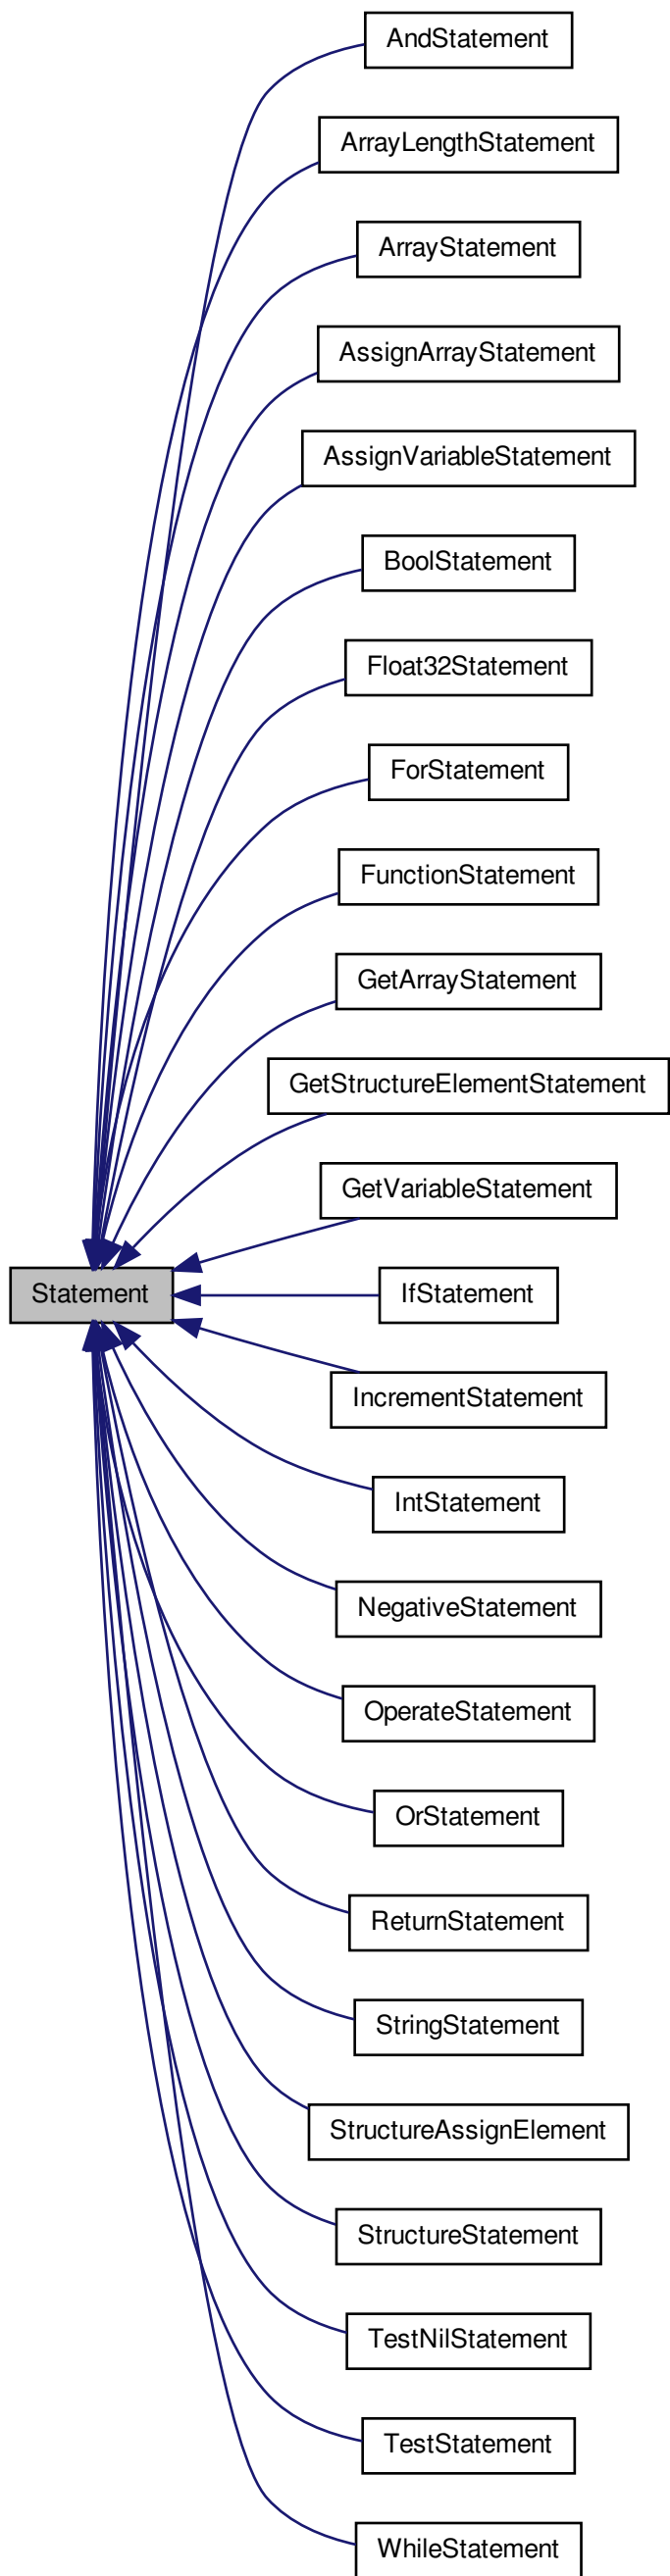 AndStatement
ArrayLengthStatement
ArrayStatement
AssignArrayStatement
AssignVariableStatement
BoolStatement
Float32Statement
ForStatement
FunctionStatement
GetArrayStatement
GetStructureElementStatement
GetVariableStatement
Statement
IfStatement
IncrementStatement
IntStatement
NegativeStatement
OperateStatement
OrStatement
ReturnStatement
StringStatement
StructureAssignElement
StructureStatement
TestNilStatement
TestStatement
WhileStatement